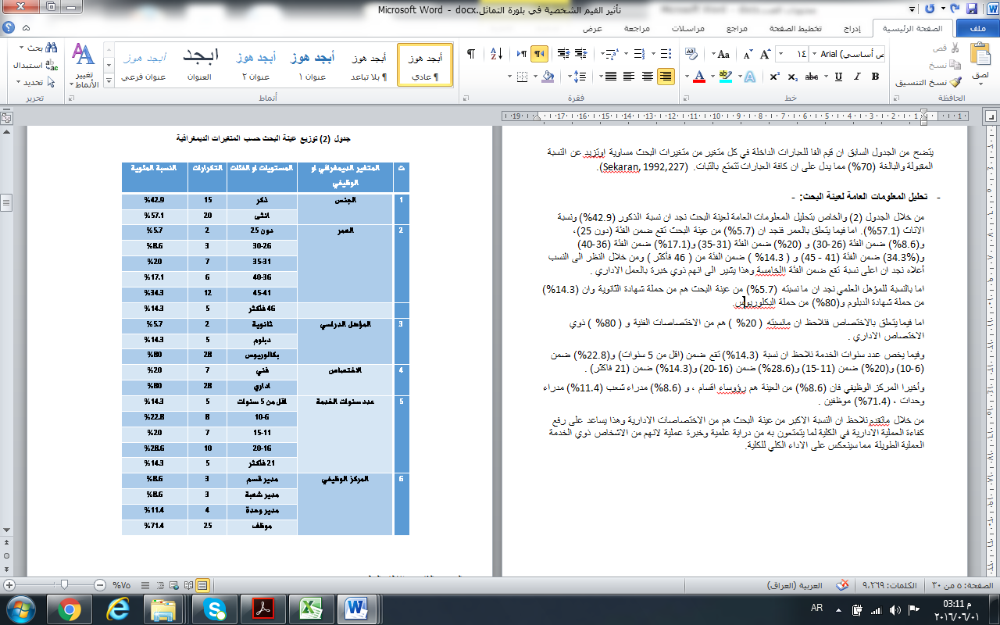 تأثير القيم الشخصية في بلورة التماثل.docx - Microsoft Word
ملف
الصفحة الرئيسية
إدراج
تخطيط الصفحة
مراجع
مراسلات
مراجعة
عرض
لصق
قص
نسخ
نسخ التنسيق
الحافظة
Arial (نص أساسي)
١٤
خط
فقرة
أبجد هوز
¶ عادي
أبجد هوز
¶ بلا تباعد
أبجد هوز
عنوان ١
أبجد هوز
عنوان ٢
أبجد
العنوان
أبجد هوز
عنوان فرعي
تغيير الأنماط
أنماط
بحث
استبدال
تحديد
تحرير
يتضح من الجدول السابق ان قيم الفا للعبارات الداخلة في كل متغير من متغيرات البحث مساوية اوتزيد عن النسبة
المقبولة والبالغة (70%) مما يدل على ان كافة العبارات تتمتع بالثبات. (Sekaran, 1992,227).
- تحليل المعلومات العامة لعينة البحث: -
من خلال الجدول (2) والخاص بتحليل المعلومات العامة لعينة البحث نجد ان نسبة الذكور (42.9%) ونسبة
الاناث (57.1%). اما فيما يتعلق بالعمر فنجد ان (5.7%) من عينة البحث تقع ضمن الفئة (دون 25)،
و(8.6%) ضمن الفئة (26-30) و (20%) ضمن الفئة (31-35) و(17.1%) ضمن الفئة (36-40)
و(34.3%) ضمن الفئة (41 - 45) و ( 14.3% ) ضمن الفئة من ( 46 فأكثر ) ومن خلال النظر الى النسب
أعلاه نجد ان اعلى نسبة تقع ضمن الفئة االخامسة وهذا يشير الى انهم ذوي خبرة بالعمل الاداري .
اما بالنسبة للمؤهل العلمي نجد ان ما نسبته (5.7%) من عينة البحث هم من حملة شهادة الثانوية وان (14.3%)
من حملة شهادة الدبلوم و(80%) من حملة البكلوريوس.
اما فيما يتعلق بالاختصاص فنلاحظ ان مانسبته ( 20% ) هم من الاختصاصات الفنية و ( 80% ) ذوي
الاختصاص الاداري .
وفيما يخص عدد سنوات الخدمة نلاحظ ان نسبة (14.3%) تقع ضمن (اقل من 5 سنوات) و(22.8%) ضمن
(6-10) و(20%) ضمن (11-15) و(28.6%) ضمن (16-20) و(14.3%) ضمن (21 فاكثر) .
وأخيرا المركز الوظيفي فان (8.6%) من العينة هم رؤوساء اقسام ، و (8.6%) مدراء شعب (11.4%) مدراء
وحدات ، (71.4%) موظفين .
من خلال ماتقدم نلاحظ ان النسبة الاكبر من عينة البحث هم من الاختصاصات الادارية وهذا يساعد على رفع
كفاءة العملية الادارية في الكلية لما يتمتعون به من دراية علمية وخبرة عملية لانهم من الاشخاص ذوي الخدمة
العملية الطويلة مما سينعكس على الاداء الكلي للكلية.
جدول (2) توزيع عينة البحث حسب المتغيرات الديمغرافية
ت المتغير الديمغرافي او الوظيفي المستويات او الفئات التكرارات النسبة المئوية
1 الجنس ذكر 15 42.9%
انثى 20 57.1%
2 العمر دون 25 2 5.7%
30-26 3 8.6%
35-31 7 20%
40-36 6 17.1%
45-41 12 34.3%
46 فاكثر 5 14.3%
3 المؤهل الدراسي ثانوية 2 5.7%
دبلوم 5 14.3%
بكالوريوس 28 80%
4 الاختصاص فني 7 20%
اداري 28 80%
5 عدد سنوات الخدمة اقل من 5 سنوات 5 14.3%
10-6 8 22.8%
15-11 7 20%
20-16 10 28.6%
21 فاكثر 5 14.3%
6 المركز الوظيفي مدير قسم 3 8.6%
مدير شعبة 3 8.6%
مدير وحدة 4 11.4%
موظف 25 71.4%
الصفحة: ٥ من ٣٠
الكلمات: ٩,٢٦٩
العربية (العراق)
٧٥%
AR
03:11 م
٢٠١٦/٠٦/٠١